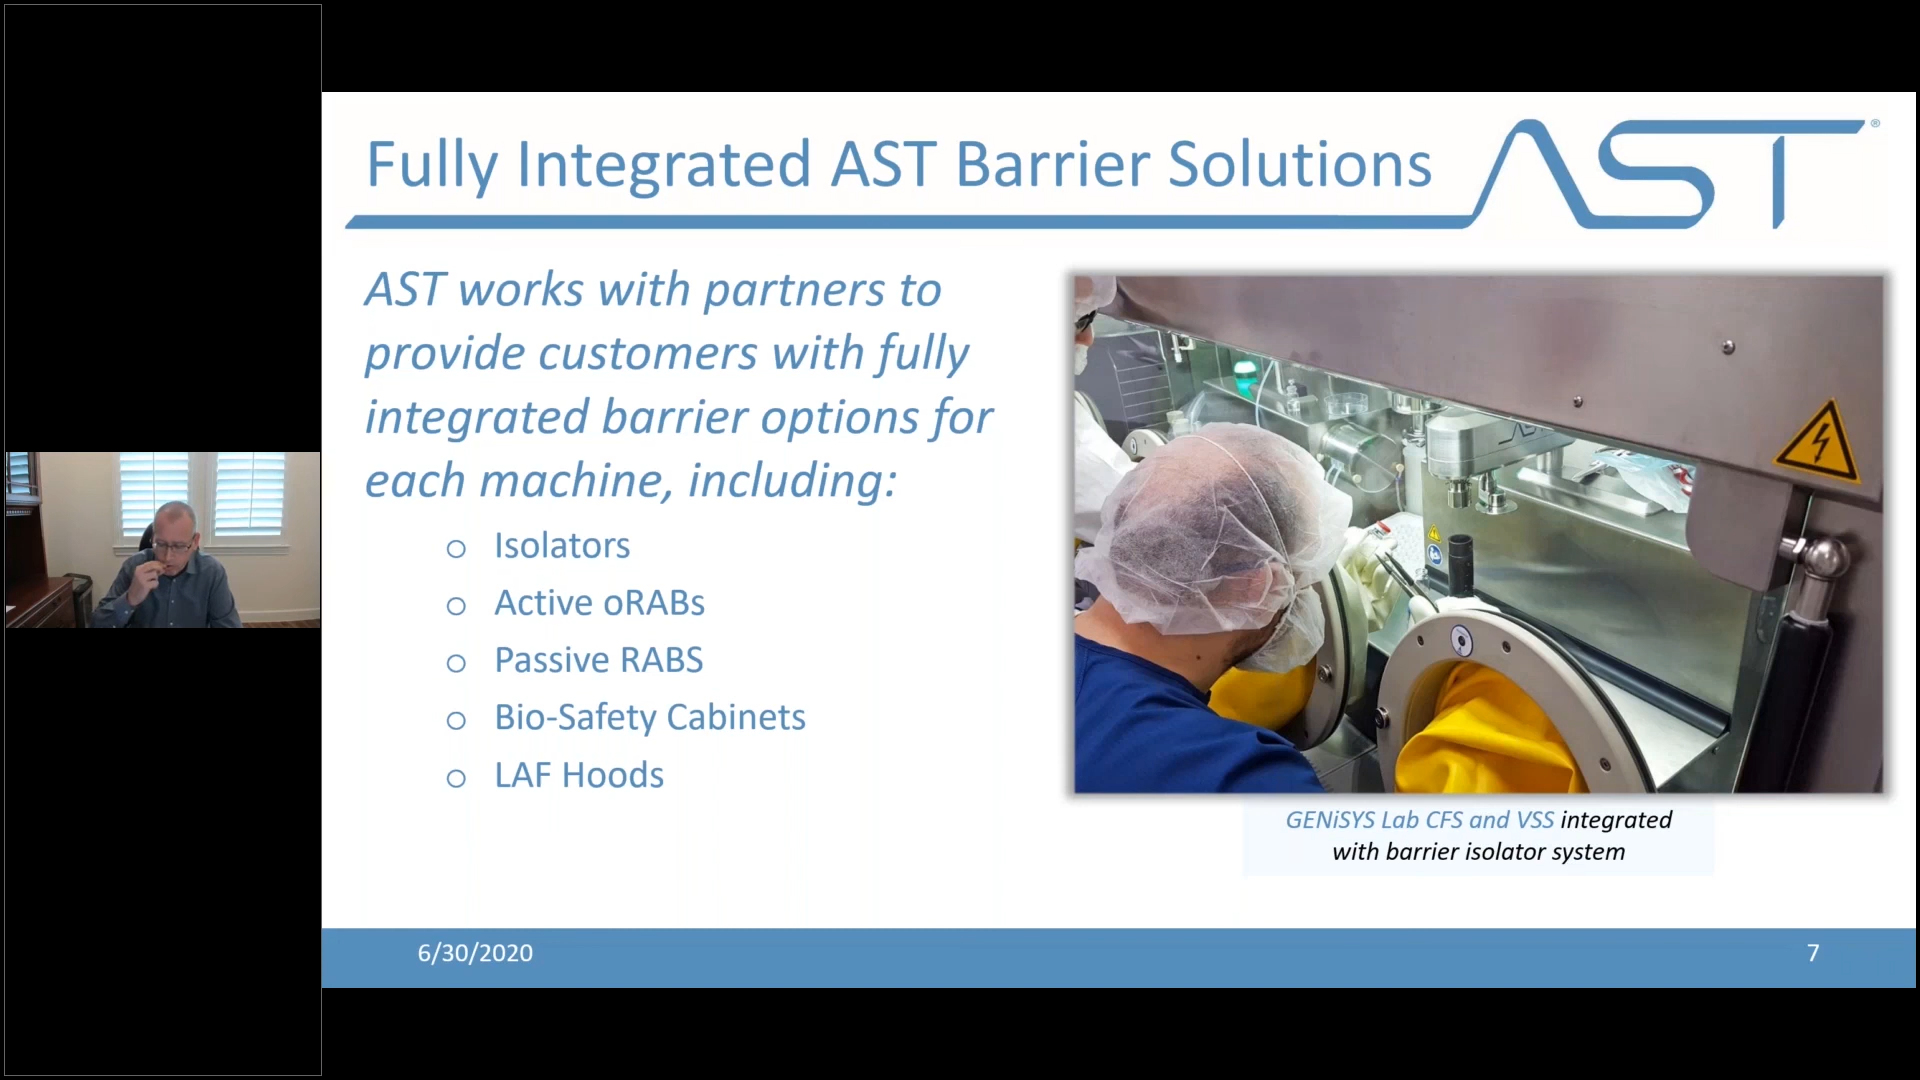 Fully Integrated AST Barrier Solutions
AST®
AST works with partners to
provide customers with fully
integrated barrier options for
each machine, including:
o Isolators
o Active oRABs
o Passive RABS
o Bio-Safety Cabinets
o LAF Hoods
AST
GENiSYS Lab CFS and VSS integrated
with barrier isolator system
6/30/2020
7